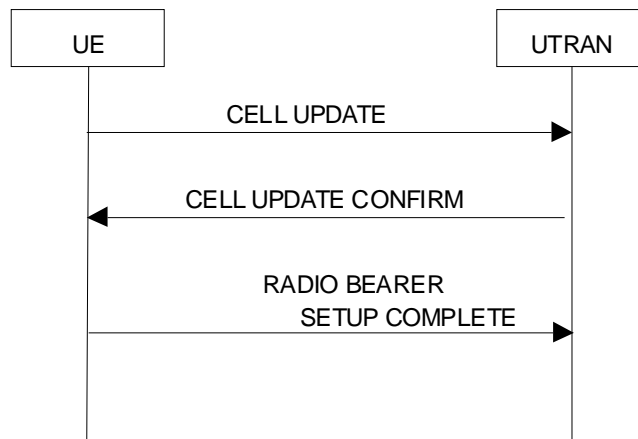 UE
UTRAN
CELL UPDATE
CELL UPDATE CONFIRM
RADIO BEARER
SETUP COMPLETE